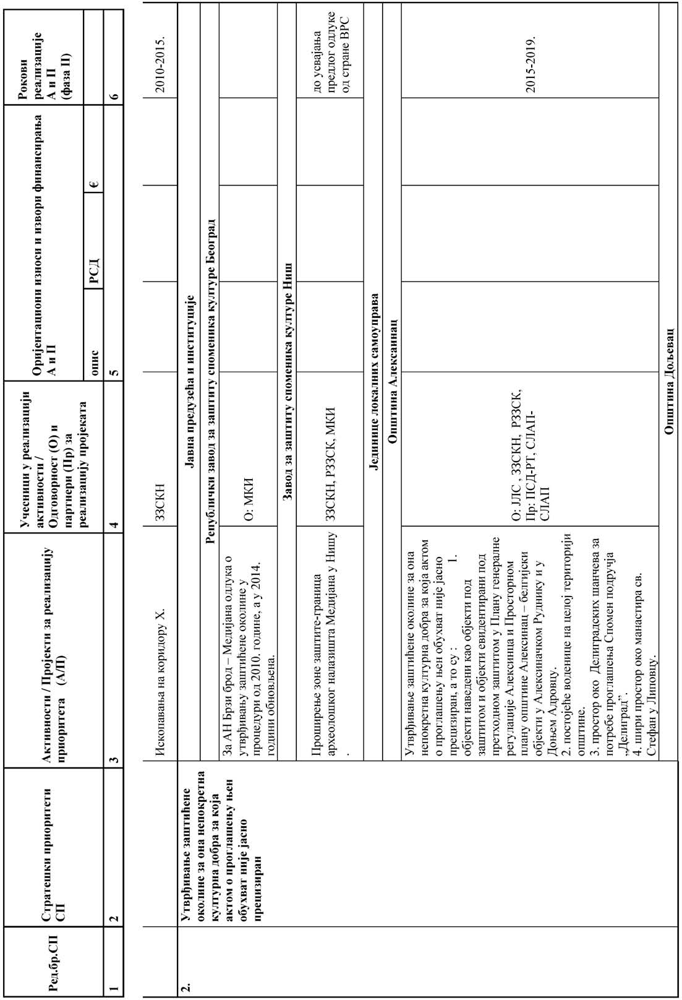 Ред.бр.СП
Стратешки приоритети
СП
Активности / Пројекти за реализацију
приоритета (А/П)
Учесници у реализацији
активности /
Одговорност (О) и
партнери (Пр) за
реализацију пројеката
Оријентациони износи и извори финансирања
А и П
Рокови
реализације
А и П
(фаза II)
опис
РСД
€
1
2
3
4
5
6
Ископавања на коридору X.
ЗЗСКН
2010-2015.
2.
Утврђивање заштићене
околине за она непокретна
културна добра за која
актом о проглашењу њен
обухват није јасно
прецизиран
Јавна предузећа и институције
Републички завод за заштиту споменика културе Београд
За АН Брзи брод – Медијана одлука о
утврђивању заштићене околине у
процедури од 2010. године, а у 2014.
години обновљена.
О: МКИ
Завод за заштиту споменика културе Ниш
Проширење зоне заштите-граница
археолошког налазишта Медијана у Нишу
.
ЗЗСКН, РЗЗСК, МКИ
до усвајања
предлог одлуке
од стране ВРС
Јединице локалних самоуправа
Општина Алексинац
Утврђивање заштићене околине за она
непокретна културна добра за која актом
о проглашењу њен обухват није јасно
прецизиран, а то су : 1.
објекти наведени као објекти под
заштитом и објекти евидентирани под
претходном заштитом у Плану генералне
регулације Алексинца и Просторном
плану општине Алексинац – белгијски
објекти у Алексиначком Руднику и у
Доњем Адровцу.
2. постојеће воденице на целој територији
општине.
3. простор око Делиградских шанчева за
потребе проглашења Спомен подручја
„Делиград”.
4. шири простор око манастира св.
Стефан у Липовцу.
О: ЈЛС , ЗЗСКН, РЗЗСК,
Пр: ПСД-РТ, СЛАП-
СЛАП
2015-2019.
Општина Дољевац